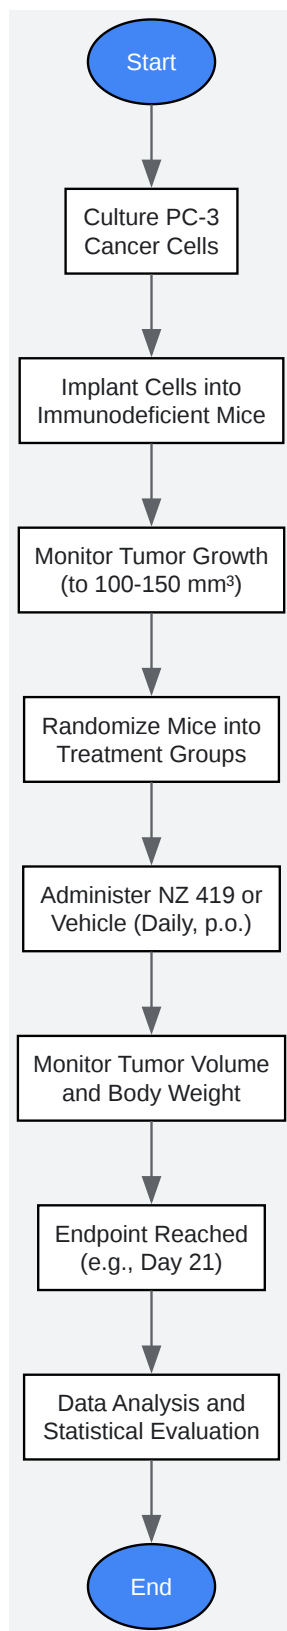 Start
Culture PC-3
Cancer Cells
Implant Cells into
Immunodeficient Mice
Monitor Tumor Growth
(to 100-150 mm³)
Randomize Mice into
Treatment Groups
Administer NZ 419 or
Vehicle (Daily, p.o.)
Monitor Tumor Volume
and Body Weight
Endpoint Reached
(e.g., Day 21)
Data Analysis and
Statistical Evaluation
End